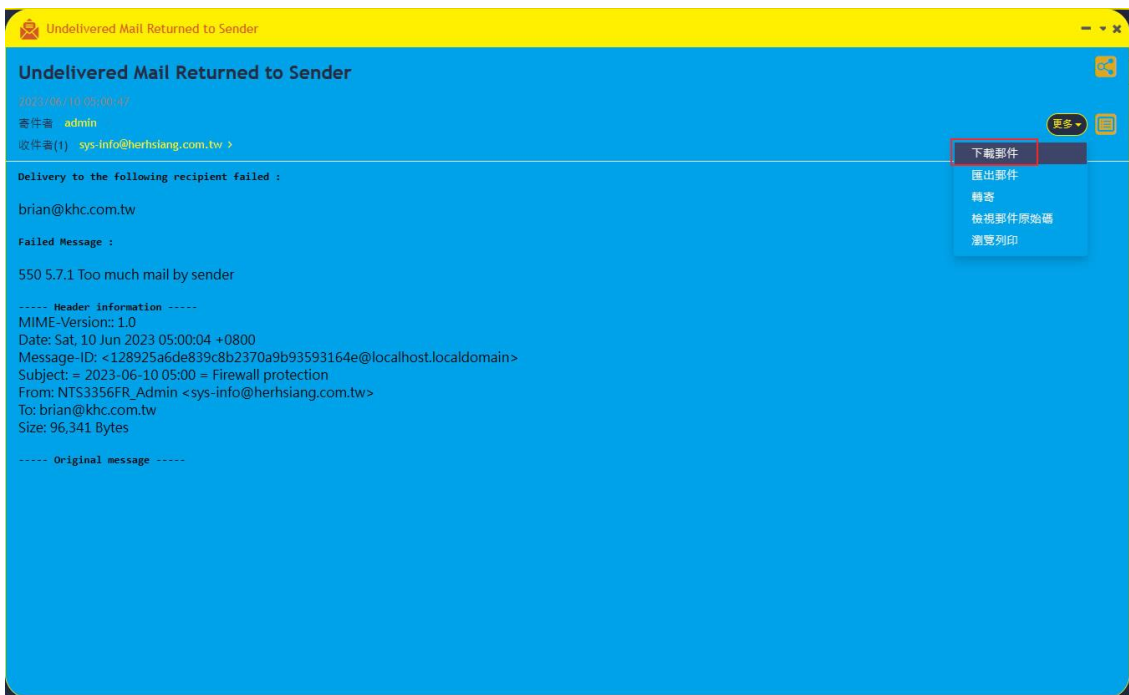 Undelivered Mail Returned to Sender
Undelivered Mail Returned to Sender
2023/06/10 05:00:47
寄件者 admin
更多
收件者(1) sys-info@herhsiang.com.tw >
下載郵件
匯出郵件
轉寄
檢視郵件原始碼
瀏覽列印
Delivery to the following recipient failed :
brian@khc.com.tw
Failed Message :
550 5.7.1 Too much mail by sender
----- Header information -----
MIME-Version:: 1.0
Date: Sat, 10 Jun 2023 05:00:04 +0800
Message-ID: <128925a6de839c8b2370a9b93593164e@localhost.localdomain>
Subject: = 2023-06-10 05:00 = Firewall protection
From: NTS3356FR_Admin <sys-info@herhsiang.com.tw>
To: brian@khc.com.tw
Size: 96,341 Bytes
----- Original message -----